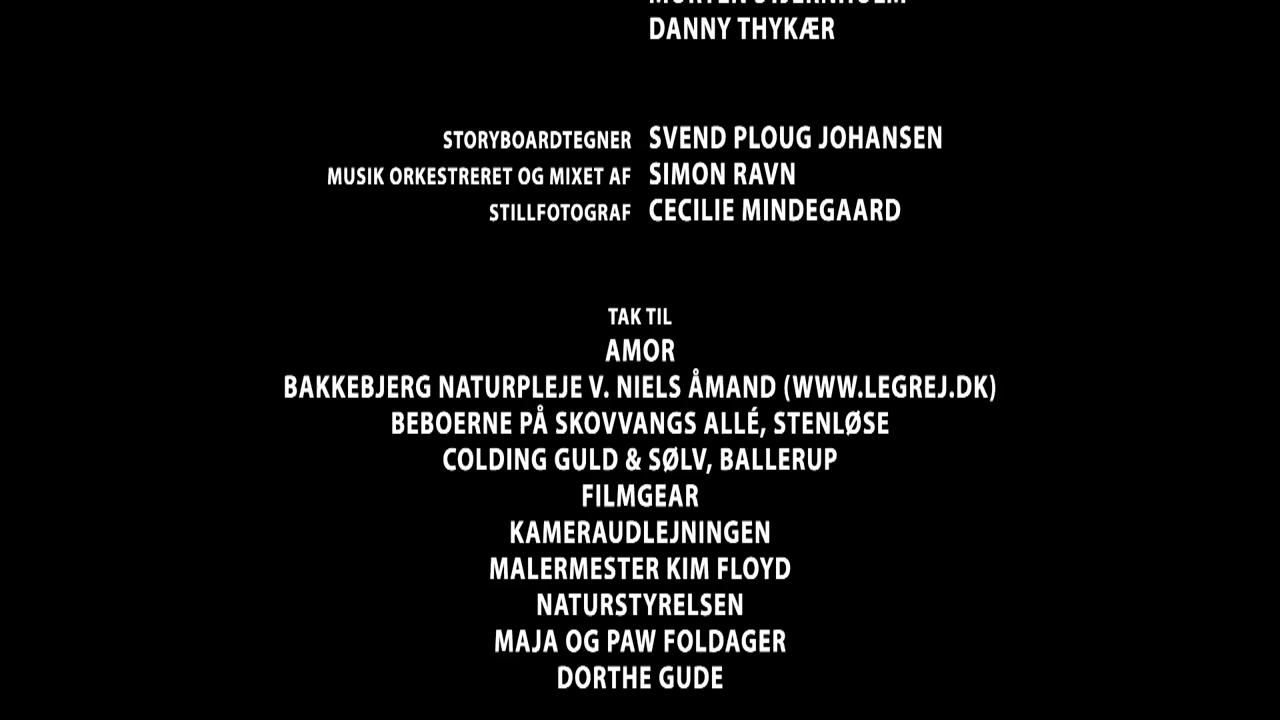 DANNY THYKÆR
STORYBOARDTEGNER SVEND PLOUG JOHANSEN
MUSIK ORKESTRERET OG MIXET AF SIMON RAVN
STILLFOTOGRAF CECILIE MINDEGAARD
TAK TIL
AMOR
BAKKEBJERG NATURPLEJE V. NIELS ÅMAND (WWW.LEGREJ.DK)
BEBOERNE PÅ SKOVVANGS ALLÉ, STENLØSE
COLDING GULD & SØLV, BALLERUP
FILMGEAR
KAMERAUDLEJNINGEN
MALERMESTER KIM FLOYD
NATURSTYRELSEN
MAJA OG PAW FOLDAGER
DORTHE GUDE